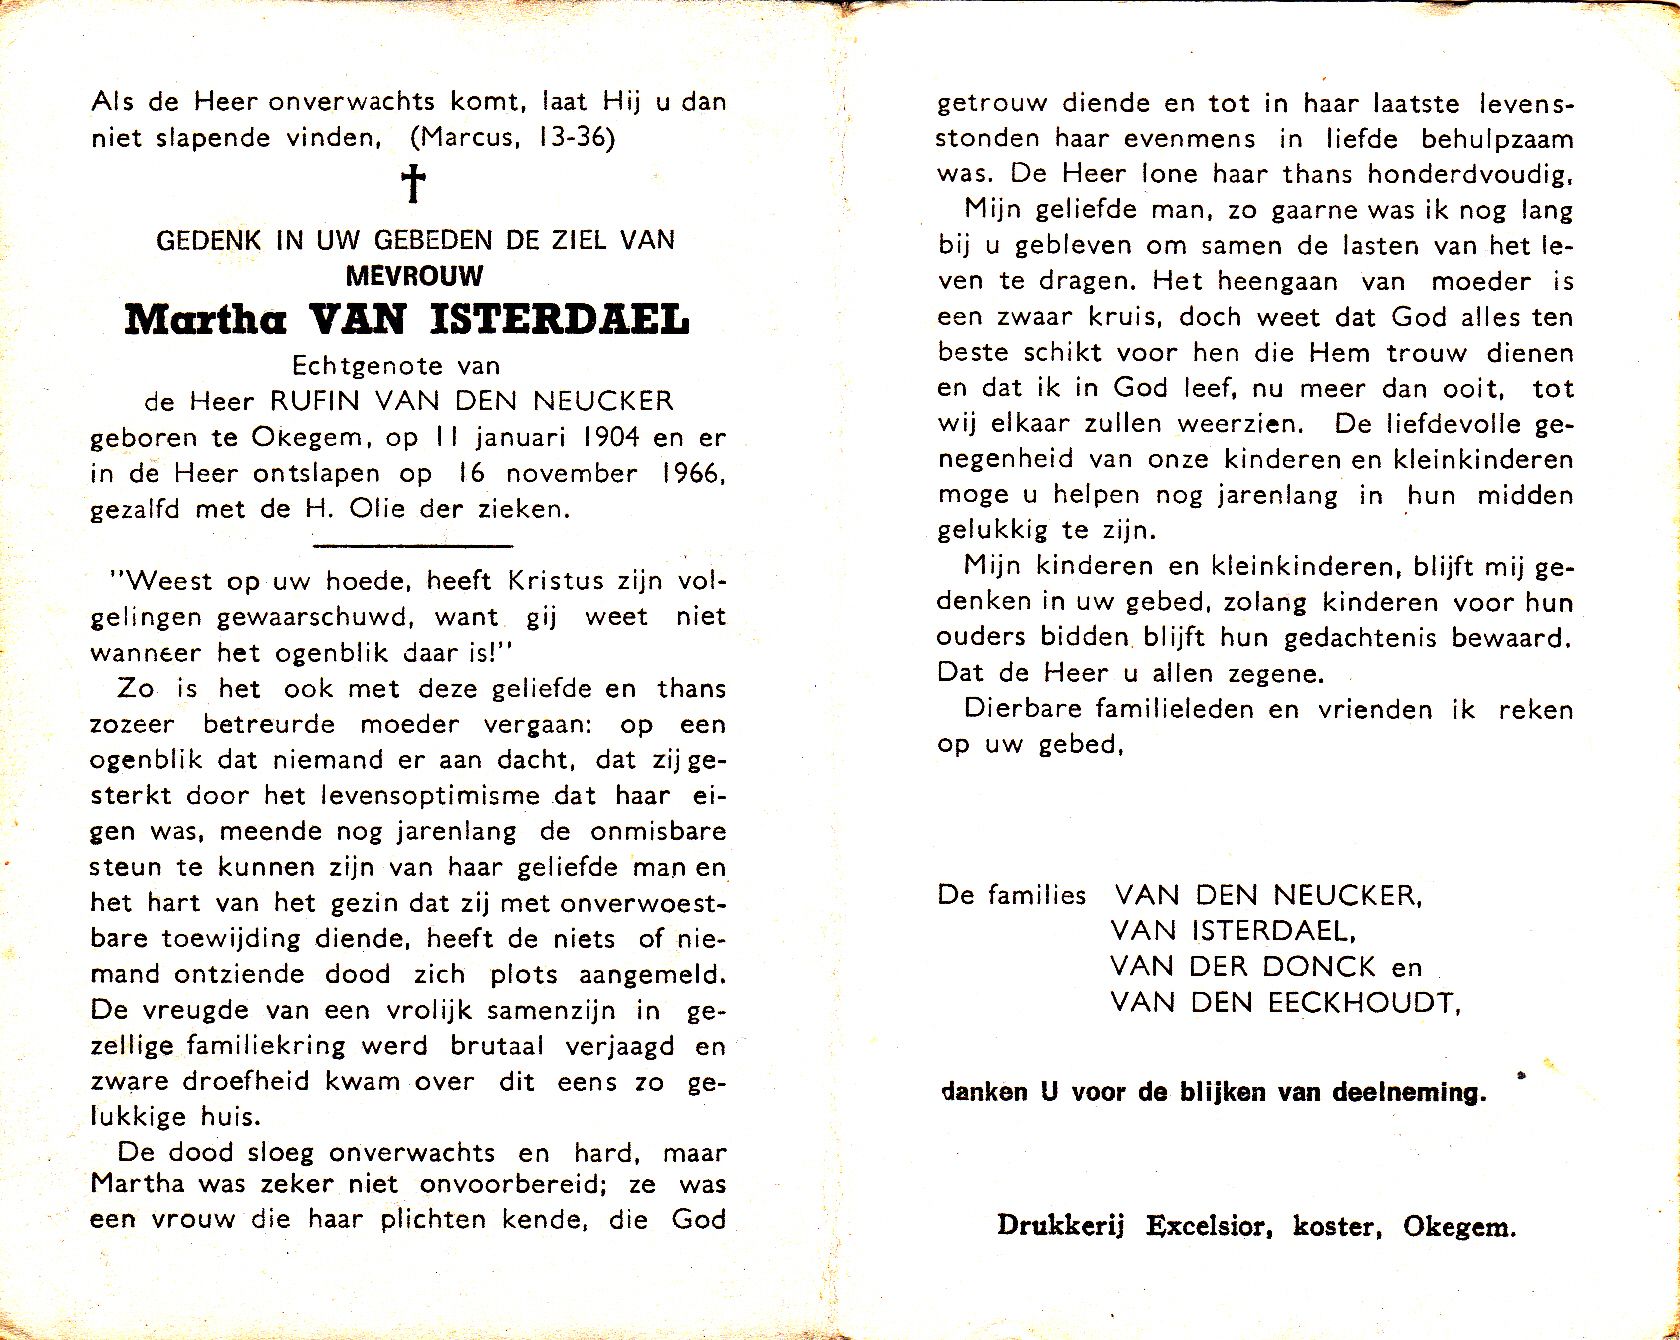 Als de Heer onverwachts komt, laat Hij u dan
niet slapende vinden, (Marcus, 13-36)
✝
GEDENK IN UW GEBEDEN DE ZIEL VAN
MEVROUW
Martha VAN ISTERDAEL
Echtgenote van
de Heer RUFIN VAN DEN NEUCKER
geboren te Okegem, op 11 januari 1904 en er
in de Heer ontslapen op 16 november 1966,
gezalfd met de H. Olie der zieken.
"Weest op uw hoede, heeft Kristus zijn vol-
gelingen gewaarschuwd, want gij weet niet
wanneer het ogenblik daar is!"
Zo is het ook met deze geliefde en thans
zozeer betreurde moeder vergaan: op een
ogenblik dat niemand er aan dacht, dat zij ge-
sterkt door het levensoptimisme dat haar ei-
gen was, meende nog jarenlang de onmisbare
steun te kunnen zijn van haar geliefde man en
het hart van het gezin dat zij met onverwoest-
bare toewijding diende, heeft de niets of nie-
mand ontziende dood zich plots aangemeld.
De vreugde van een vrolijk samenzijn in ge-
zellige familiekring werd brutaal verjaagd en
zware droefheid kwam over dit eens zo ge-
lukkige huis.
De dood sloeg onverwachts en hard, maar
Martha was zeker niet onvoorbereid; ze was
een vrouw die haar plichten kende, die God
getrouw diende en tot in haar laatste levens-
stonden haar evenmens in liefde behulpzaam
was. De Heer lone haar thans honderdvoudig,
Mijn geliefde man, zo gaarne was ik nog lang
bij u gebleven om samen de lasten van het le-
ven te dragen. Het heengaan van moeder is
een zwaar kruis, doch weet dat God alles ten
beste schikt voor hen die Hem trouw dienen
en dat ik in God leef, nu meer dan ooit, tot
wij elkaar zullen weerzien. De liefdevolle ge-
negenheid van onze kinderen en kleinkinderen
moge u helpen nog jarenlang in hun midden
gelukkig te zijn.
Mijn kinderen en kleinkinderen, blijft mij ge-
denken in uw gebed, zolang kinderen voor hun
ouders bidden blijft hun gedachtenis bewaard.
Dat de Heer u allen zegene.
Dierbare familieleden en vrienden ik reken
op uw gebed,
De families VAN DEN NEUCKER,
VAN ISTERDAEL,
VAN DER DONCK en
VAN DEN EECKHOUDT,
danken U voor de blijken van deelneming.
Drukkerij Excelsior, koster, Okegem.